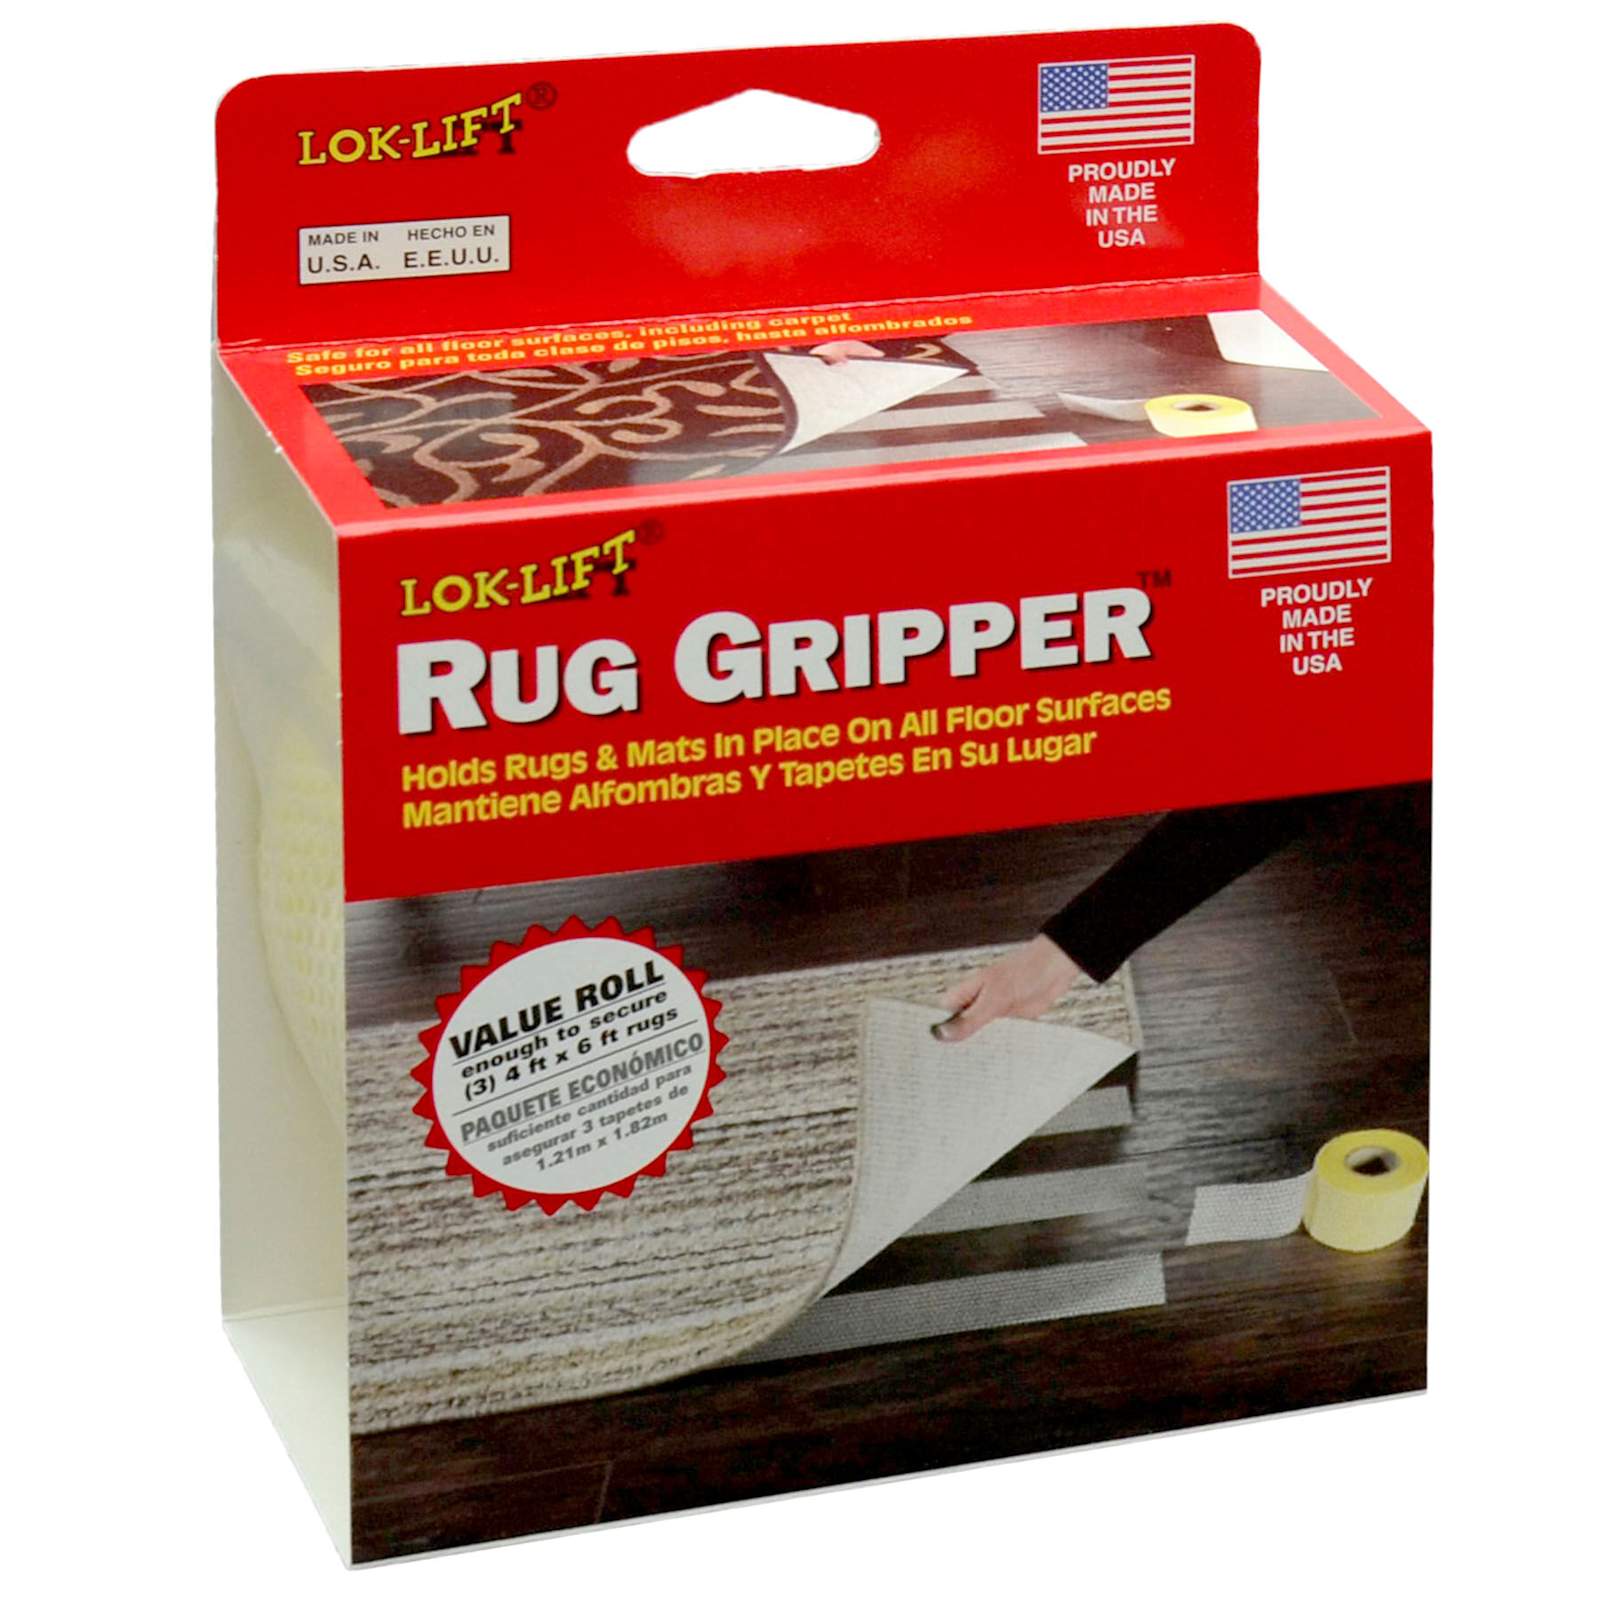 LOK-LIFT®
PROUDLY
MADE
IN THE
USA
MADE IN HECHO EN
U.S.A. E.E.U.U.
Safe for all floor surfaces, including carpet
Seguro para toda clase de pisos, hasta alfombrados
LOK-LIFT®
RUG GRIPPER™
Holds Rugs & Mats In Place On All Floor Surfaces
Mantiene Alfombras Y Tapetes En Su Lugar
PROUDLY
MADE
IN THE
USA
VALUE ROLL
enough to secure
(3) 4 ft x 6 ft rugs
PAQUETE ECONÓMICO
suficiente cantidad para
asegurar 3 tapetes de
1.21m x 1.82m